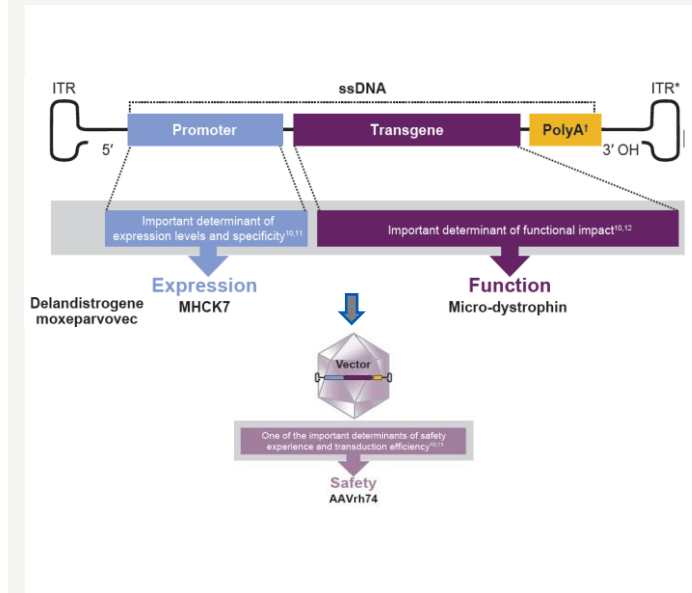 ITR
ssDNA
ITR*
Promoter
Transgene
PolyA†
5′
3′ OH
Important determinant of
expression levels and specificity10,11
Important determinant of functional impact10,12
Expression
MHCK7
Function
Micro-dystrophin
Delandistrogene
moxeparvovec
Vector
One of the important determinants of safety
experience and transduction efficiency10,11
Safety
AAVrh74